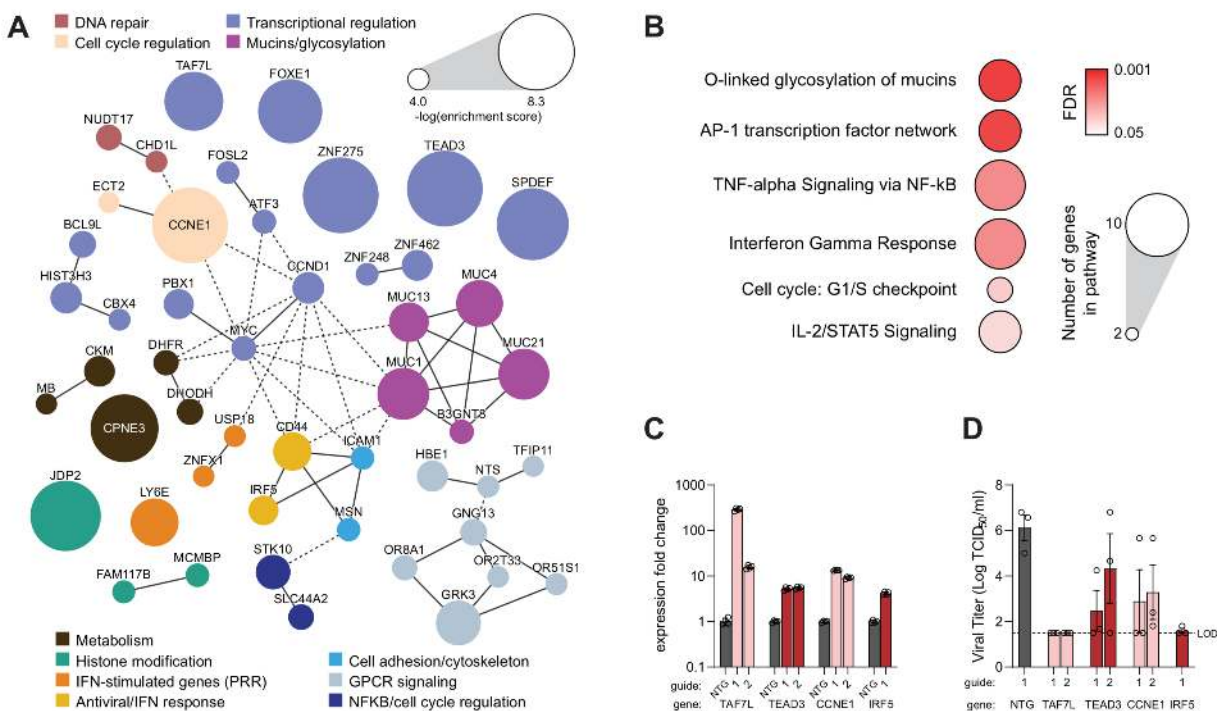 A
DNA repair
Transcriptional regulation
Cell cycle regulation
Mucins/glycosylation
4.0
8.3
-log(enrichment score)
TAF7L
FOXE1
NUDT17
CHD1L
FOSL2
ZNF275
TEAD3
SPDEF
ECT2
ATF3
CCNE1
BCL9L
CCND1
ZNF248
ZNF462
HIST3H3
PBX1
CBX4
MUC13
MUC4
MYC
CKM
DHFR
MUC1
MUC21
MB
DHODH
B3GNT8
CPNE3
USP18
CD44
ICAM1
ZNFX1
HBE1
TFIP11
NTS
JDP2
LY6E
IRF5
MSN
GNG13
STK10
OR8A1
OR2T33
OR51S1
FAM117B
MCMBP
SLC44A2
GRK3
Metabolism
Histone modification
IFN-stimulated genes (PRR)
Antiviral/IFN response
Cell adhesion/cytoskeleton
GPCR signaling
NFKB/cell cycle regulation
B
O-linked glycosylation of mucins
AP-1 transcription factor network
TNF-alpha Signaling via NF-kB
Interferon Gamma Response
Cell cycle: G1/S checkpoint
IL-2/STAT5 Signaling
FDR
0.001
0.05
Number of genes
in pathway
10
2
C
expression fold change
1000
100
10
1
0.1
guide: NTG 1 2 NTG 1 2 NTG 1 2 NTG 1
gene: TAF7L TEAD3 CCNE1 IRF5
D
Viral Titer (Log TCID50/ml)
8
6
4
2
0
LOD
guide: 1 1 2 1 2 1 2 1
gene: NTG TAF7L TEAD3 CCNE1 IRF5